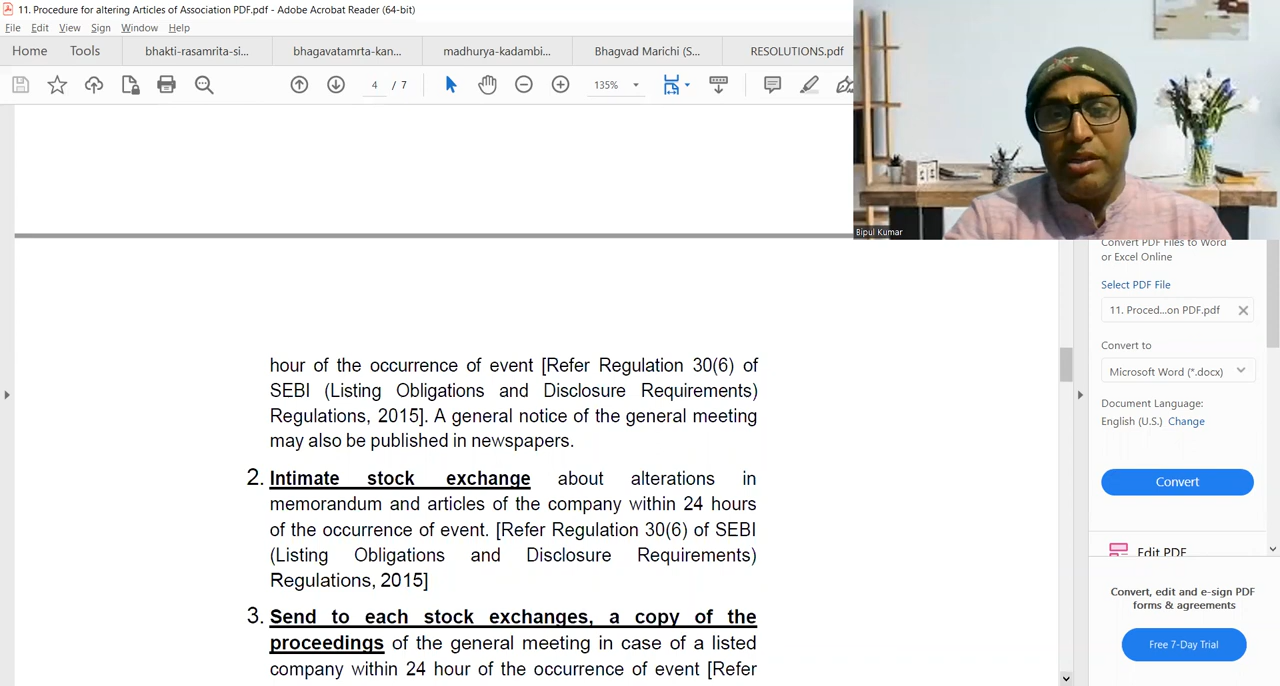 11. Procedure for altering Articles of Association PDF.pdf - Adobe Acrobat Reader (64-bit)
File Edit View Sign Window Help
Home Tools bhakti-rasamrita-si... bhagavatamrta-kan... madhurya-kadambi... Bhagvad Marichi (S... RESOLUTIONS.pdf
4 / 7 135%
Bipul Kumar
hour of the occurrence of event [Refer Regulation 30(6) of
SEBI (Listing Obligations and Disclosure Requirements)
Regulations, 2015]. A general notice of the general meeting
may also be published in newspapers.
2. Intimate stock exchange about alterations in
memorandum and articles of the company within 24 hours
of the occurrence of event. [Refer Regulation 30(6) of SEBI
(Listing Obligations and Disclosure Requirements)
Regulations, 2015]
3. Send to each stock exchanges, a copy of the
proceedings of the general meeting in case of a listed
company within 24 hour of the occurrence of event [Refer
Convert PDF Files to Word
or Excel Online
Select PDF File
11. Proced...on PDF.pdf
Convert to
Microsoft Word (*.docx)
Document Language:
English (U.S.) Change
Convert
Edit PDF
Convert, edit and e-sign PDF
forms & agreements
Free 7-Day Trial